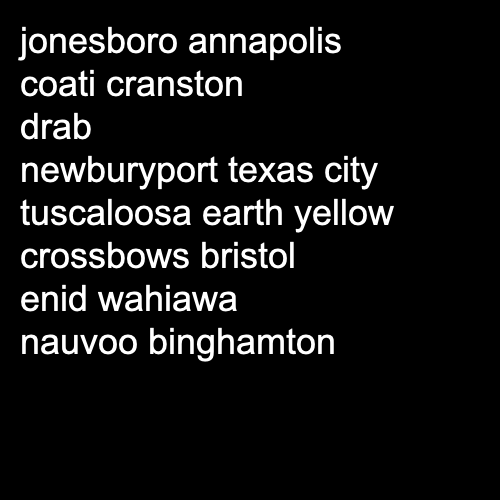 jonesboro annapolis
coati cranston
drab
newburyport texas city
tuscaloosa earth yellow
crossbows bristol
enid wahiawa
nauvoo binghamton